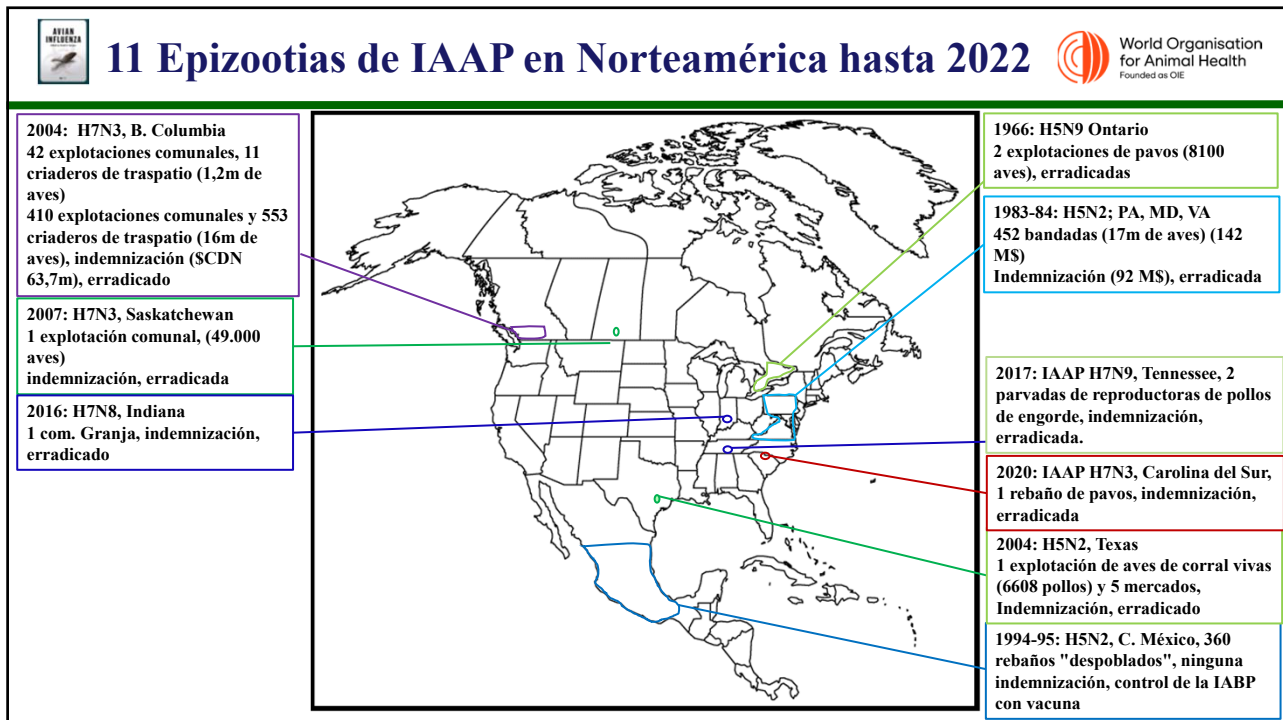 AVIAN
INFLUENZA
11 Epizootias de IAAP en Norteamérica hasta 2022
World Organisation
for Animal Health
Founded as OIE
2004:  H7N3, B. Columbia
42 explotaciones comunales, 11
criaderos de traspatio (1,2m de
aves)
410 explotaciones comunales y 553
criaderos de traspatio (16m de
aves), indemnización ($CDN
63,7m), erradicado
2007: H7N3, Saskatchewan
1 explotación comunal, (49.000
aves)
indemnización, erradicada
2016: H7N8, Indiana
1 com. Granja, indemnización,
erradicado
1966: H5N9 Ontario
2 explotaciones de pavos (8100
aves), erradicadas
1983-84: H5N2; PA, MD, VA
452 bandadas (17m de aves) (142
M$)
Indemnización (92 M$), erradicada
2017: IAAP H7N9, Tennessee, 2
parvadas de reproductoras de pollos
de engorde, indemnización,
erradicada.
2020: IAAP H7N3, Carolina del Sur,
1 rebaño de pavos, indemnización,
erradicada
2004: H5N2, Texas
1 explotación de aves de corral vivas
(6608 pollos) y 5 mercados,
Indemnización, erradicado
1994-95: H5N2, C. México, 360
rebaños "despoblados", ninguna
indemnización, control de la IABP
con vacuna